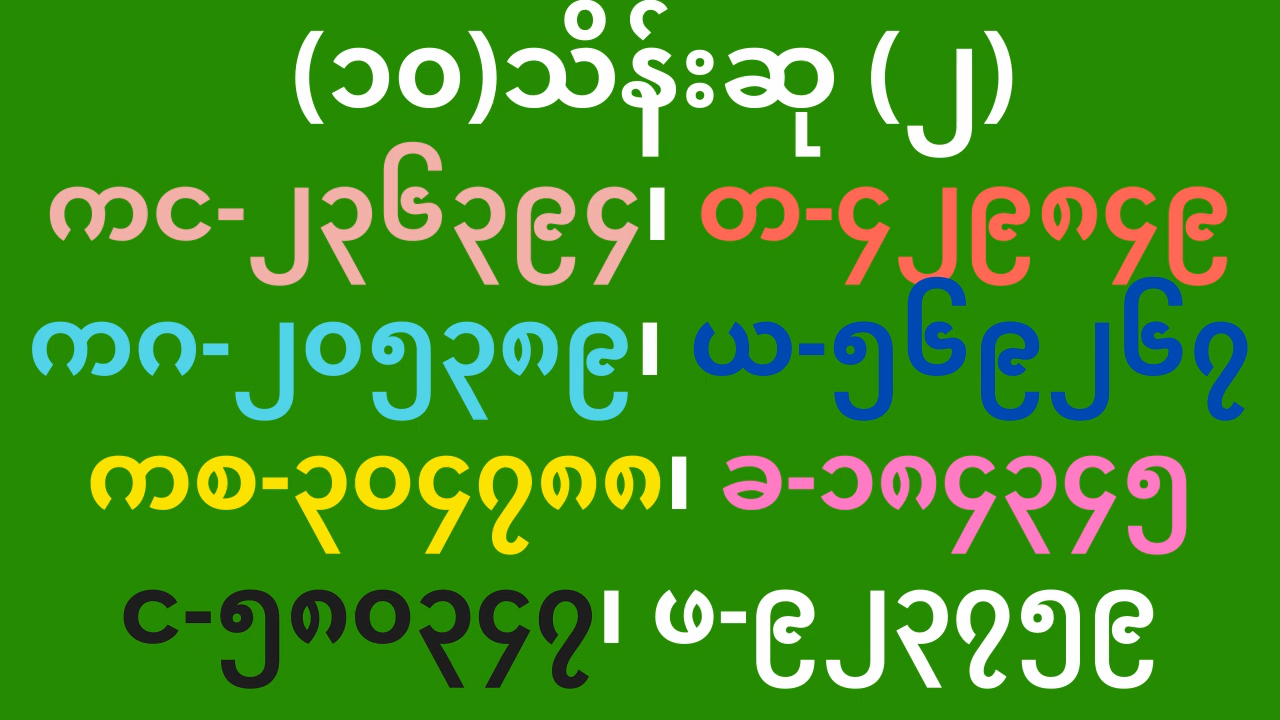 (၁၀)သိန်းဆု (၂)
ကင-၂၃၆၃၉၄၊ တ-၄၂၉၈၄၉
ကဂ-၂၀၅၃၈၉၊ ယ-၅၆၉၂၆၇
ကစ-၃၀၄၇၈၈၊ ခ-၁၈၄၃၄၅
င-၅၈၀၃၄၇၊ ဖ-၉၂၃၇၅၉